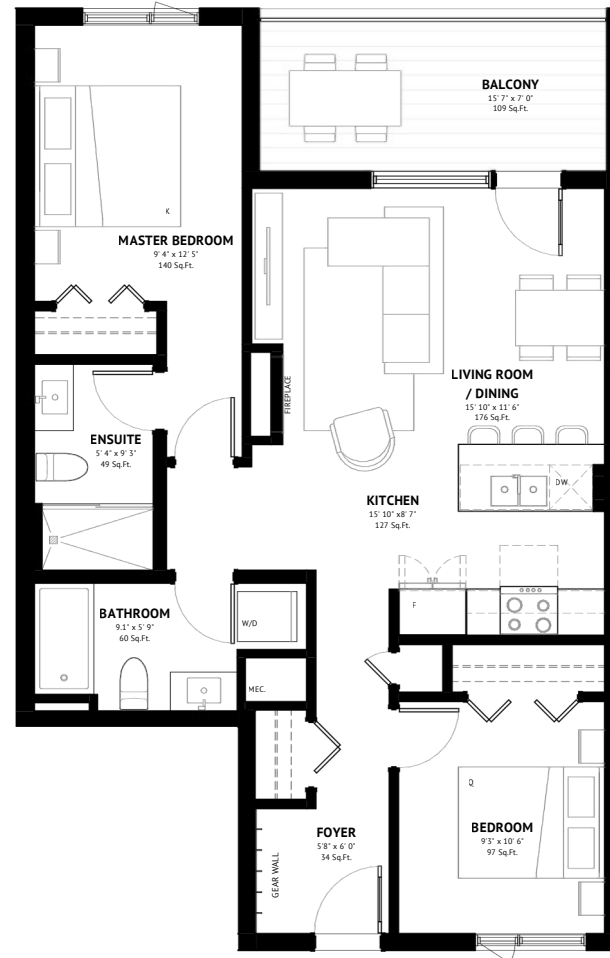 BALCONY
15' 7" x 7' 0"
109 Sq.Ft.
K
MASTER BEDROOM
9' 4" x 12' 5"
140 Sq.Ft.
FIREPLACE
LIVING ROOM
/ DINING
15' 10" x 11' 6"
176 Sq.Ft.
ENSUITE
5' 4" x 9' 3"
49 Sq.Ft.
DW.
KITCHEN
15' 10" x8' 7"
127 Sq.Ft.
F
BATHROOM
9.1" x 5' 9"
60 Sq.Ft.
W/D
MEC.
Q
BEDROOM
9'3" x 10' 6"
97 Sq.Ft.
FOYER
5'8" x 6' 0"
34 Sq.Ft.
GEAR WALL